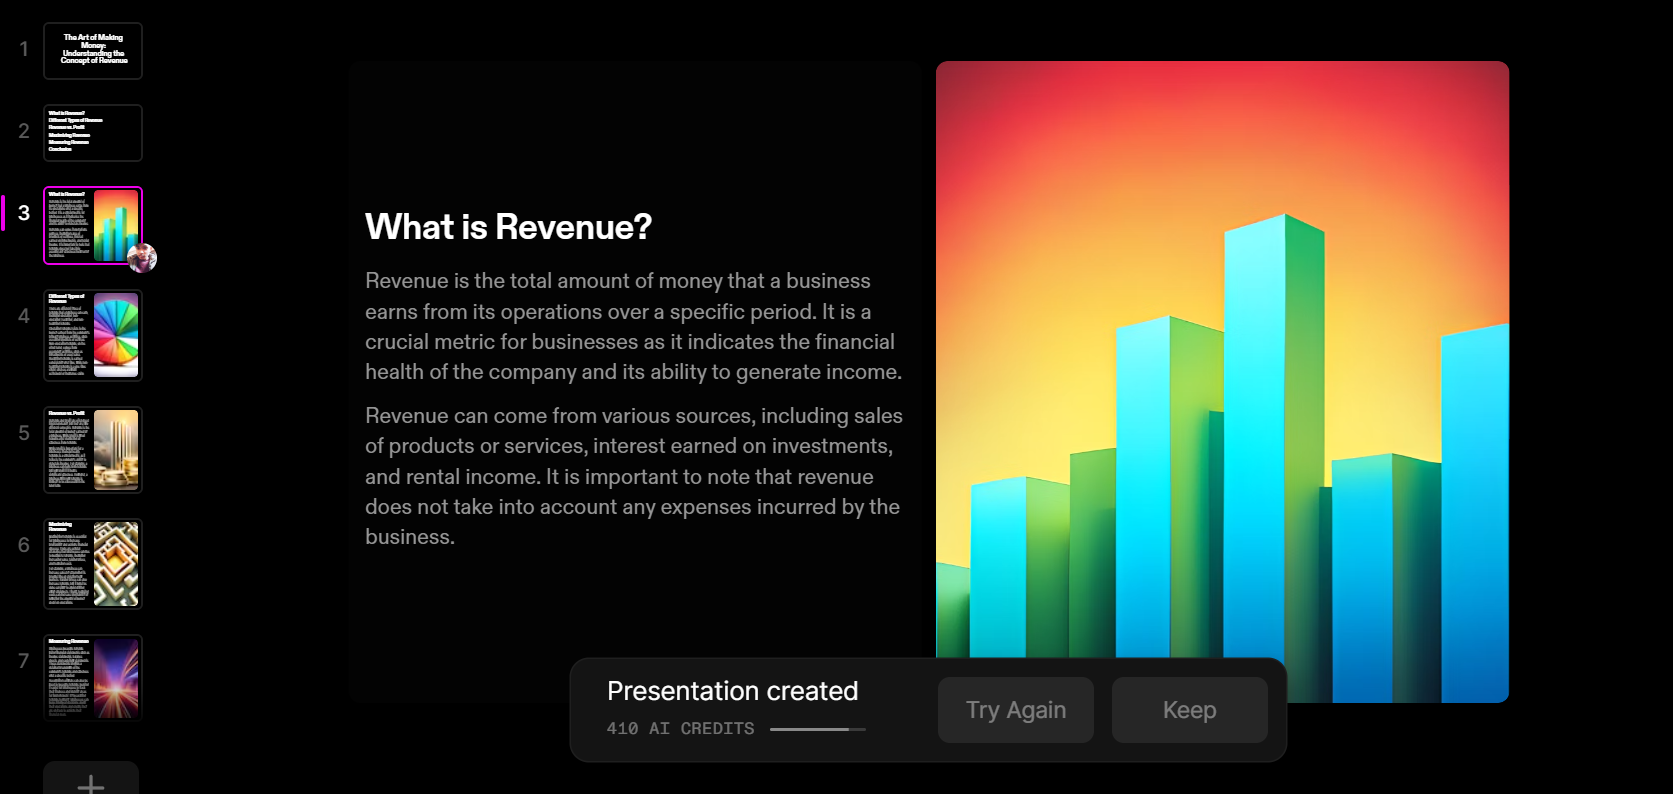 1
The Art of Making
Money:
Understanding the
Concept of Revenue
2
What is Revenue?
Different Types of Revenue
Revenue vs. Profit
Maximizing Revenue
Measuring Revenue
Conclusion
3
What is Revenue?
4
Different Types of
Revenue
5
Revenue vs. Profit
6
Maximizing
Revenue
7
Measuring Revenue
What is Revenue?
Revenue is the total amount of money that a business
earns from its operations over a specific period. It is a
crucial metric for businesses as it indicates the financial
health of the company and its ability to generate income.
Revenue can come from various sources, including sales
of products or services, interest earned on investments,
and rental income. It is important to note that revenue
does not take into account any expenses incurred by the
business.
Presentation created
410 AI CREDITS
Try Again
Keep